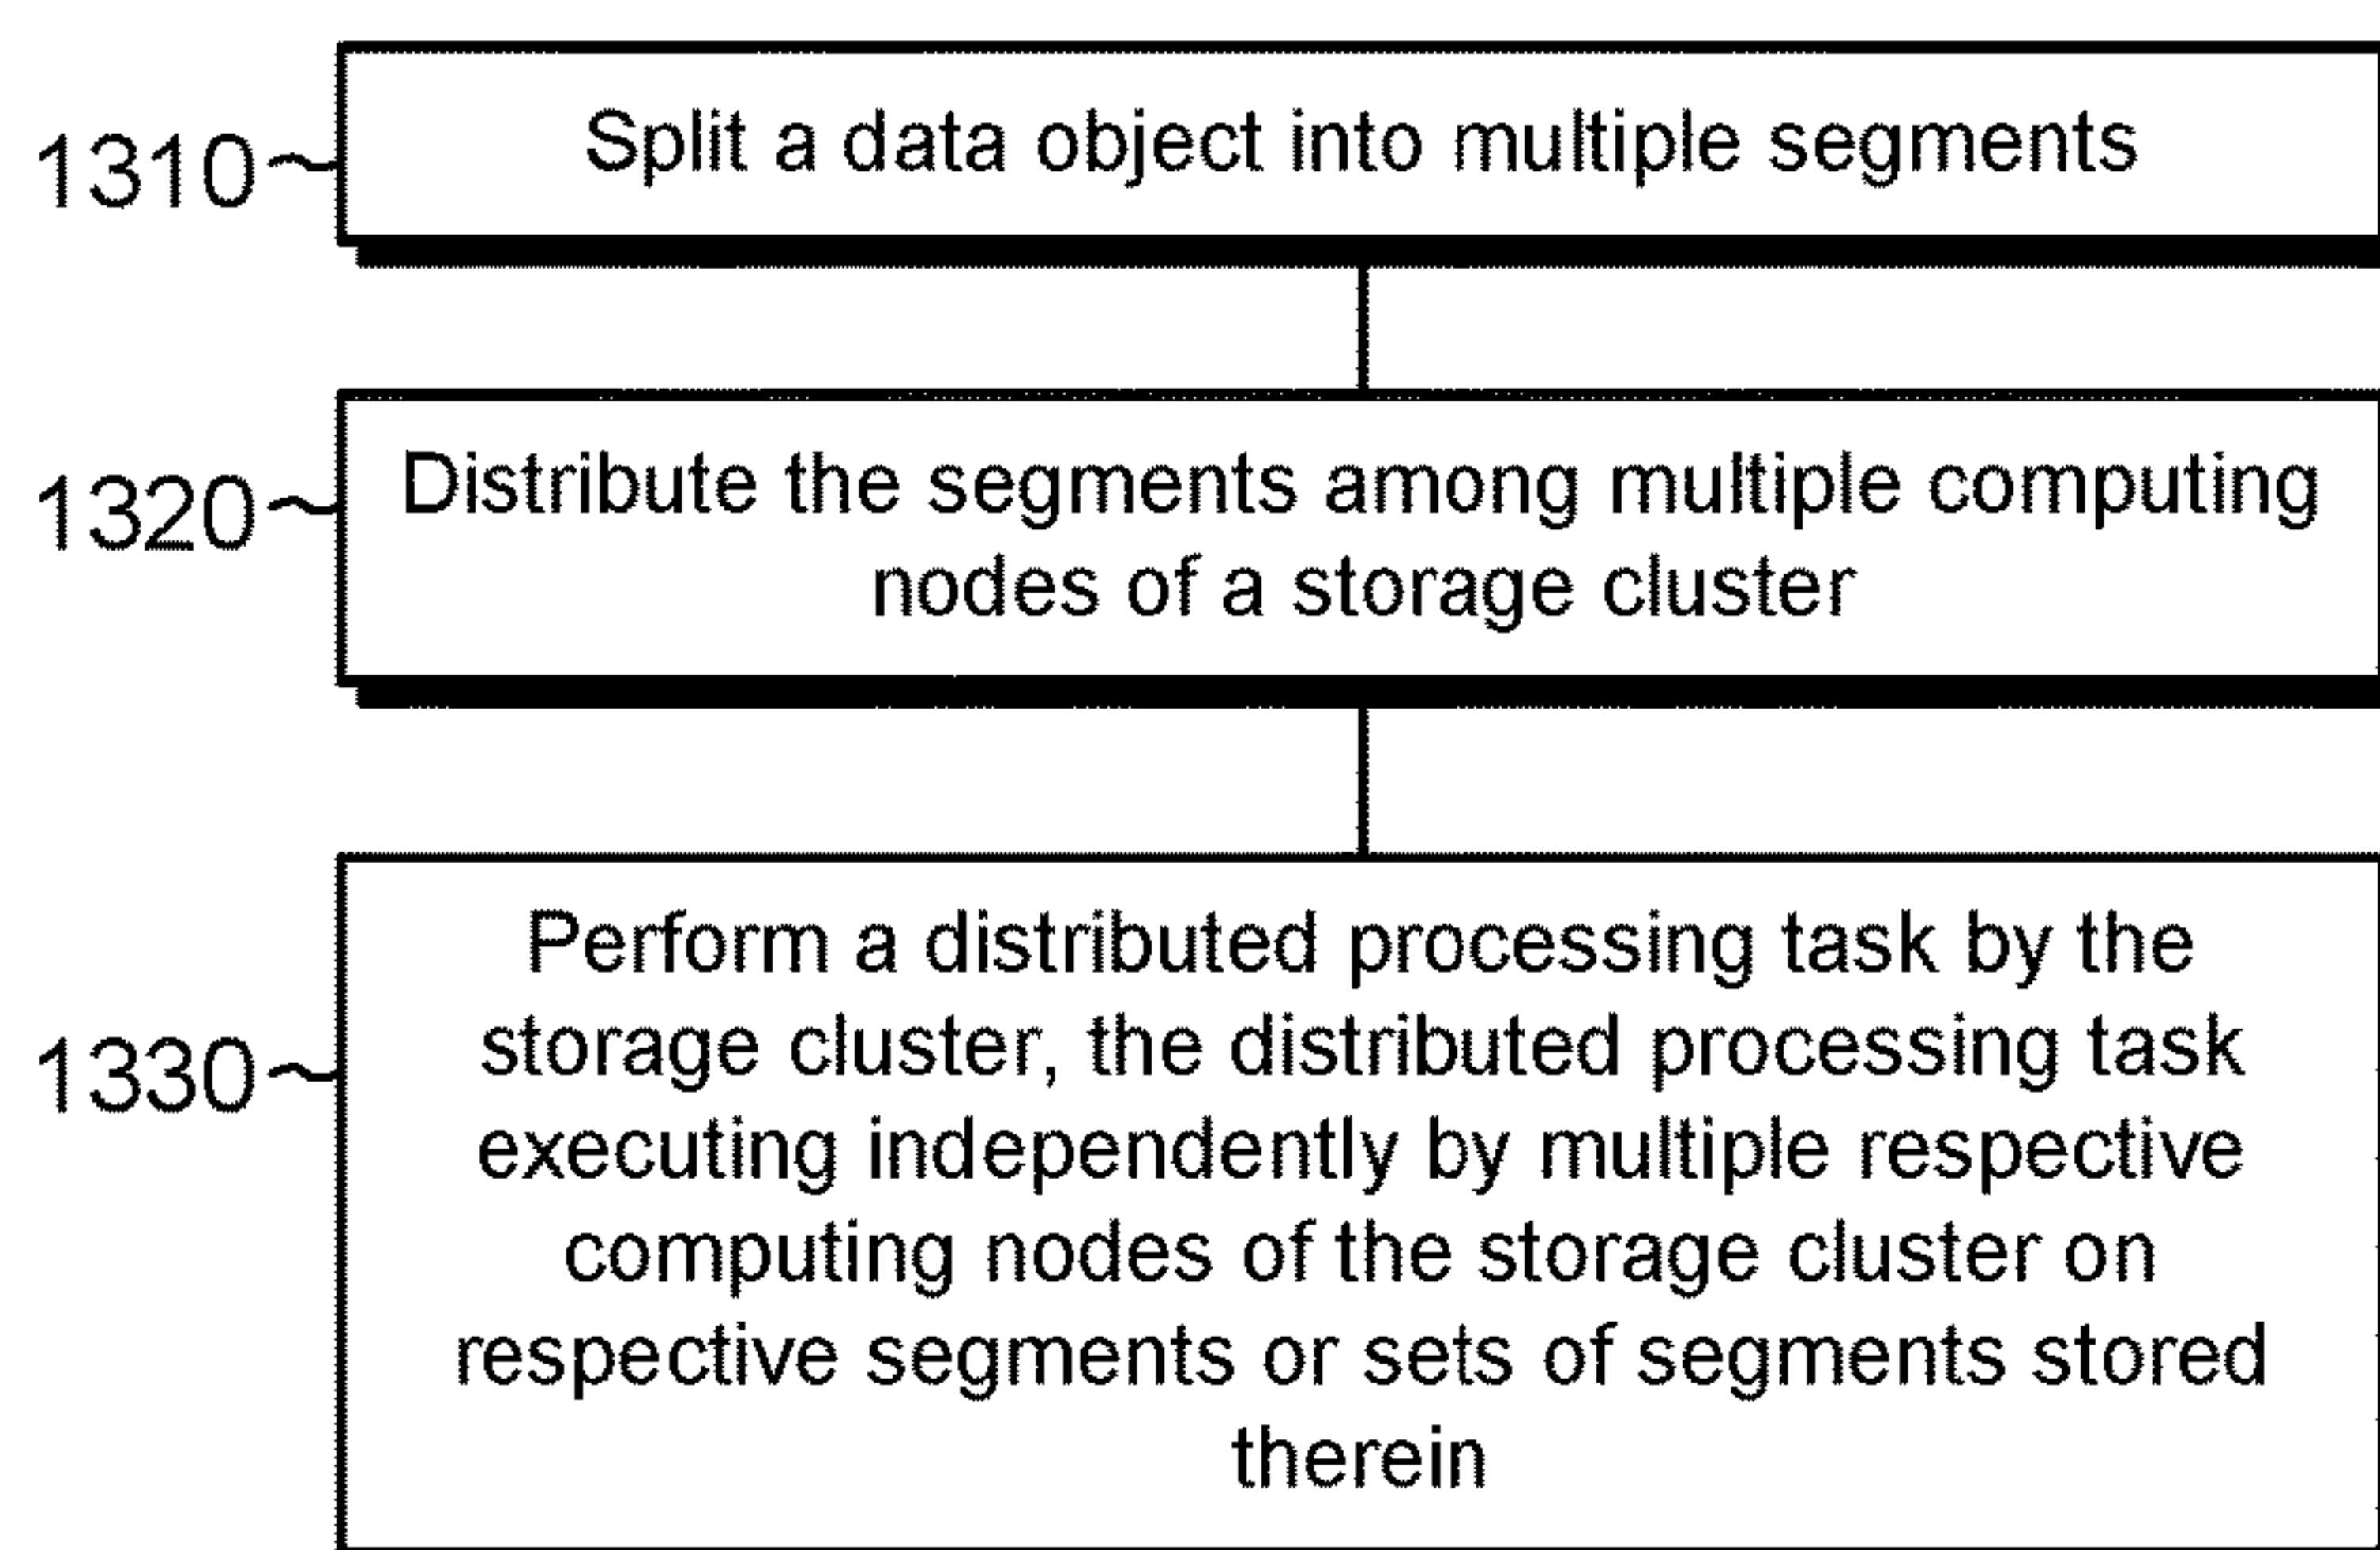 1310
Split a data object into multiple segments
1320
Distribute the segments among multiple computing
nodes of a storage cluster
1330
Perform a distributed processing task by the
storage cluster, the distributed processing task
executing independently by multiple respective
computing nodes of the storage cluster on
respective segments or sets of segments stored
therein